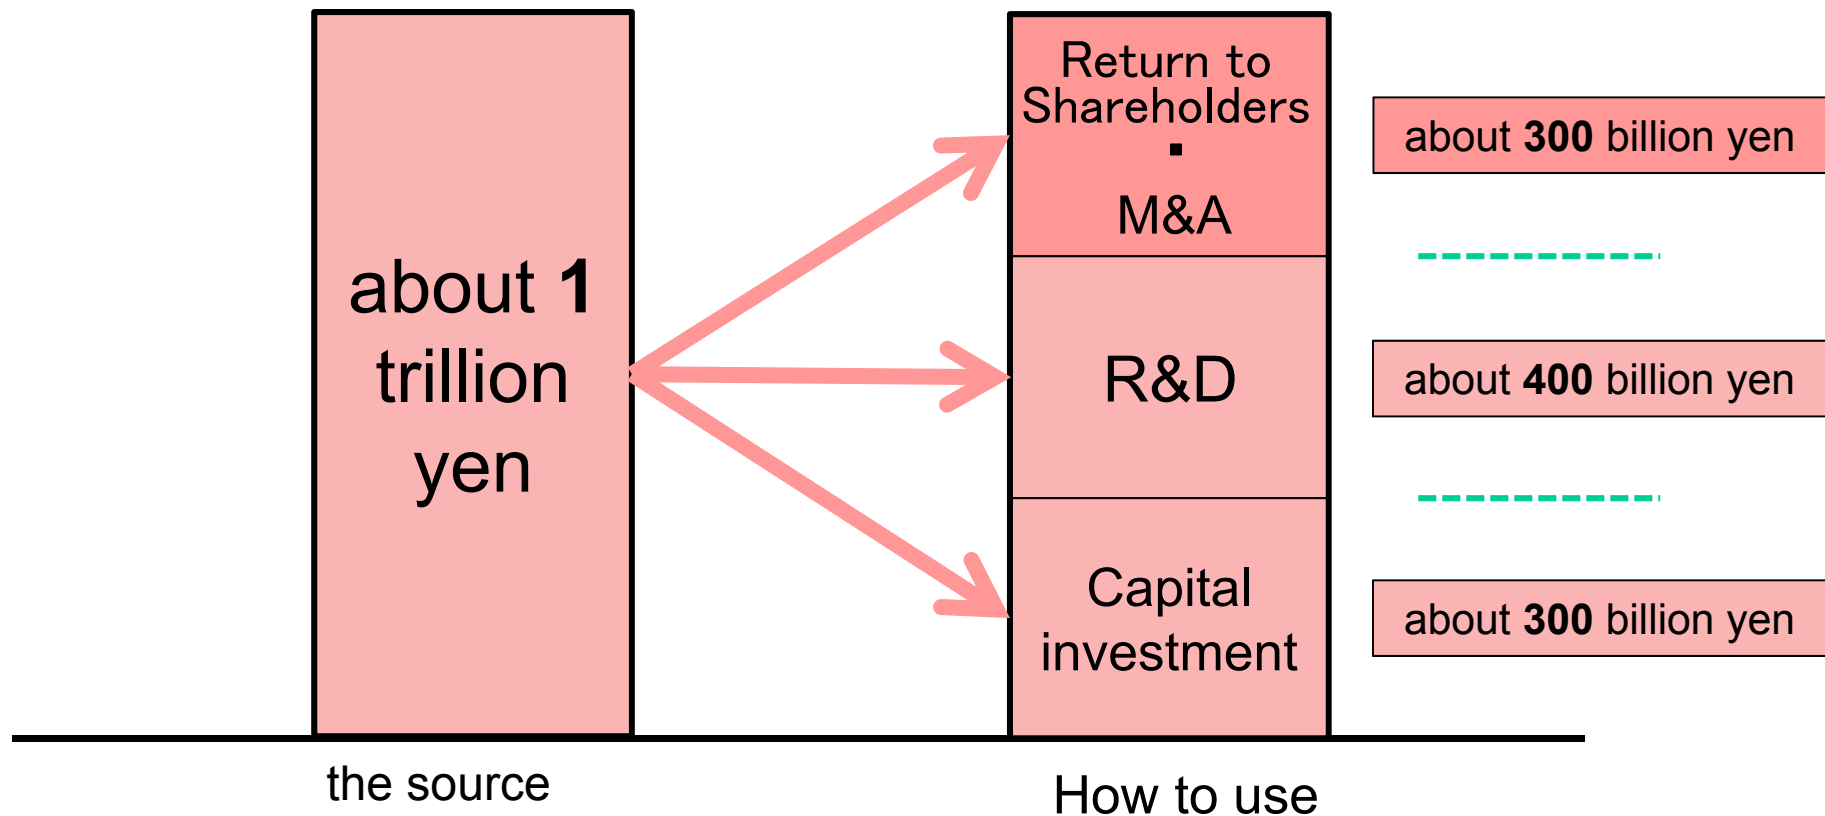 about 1
trillion
yen
the source
Return to
Shareholders
▪
M&A
R&D
Capital
investment
How to use
about 300 billion yen
about 400 billion yen
about 300 billion yen